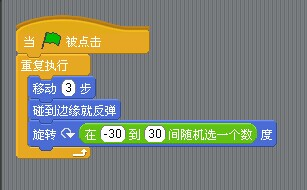 当 被点击
重复执行
移动 3 步
碰到边缘就反弹
旋转 在 -30 到 30 间随机选一个数 度